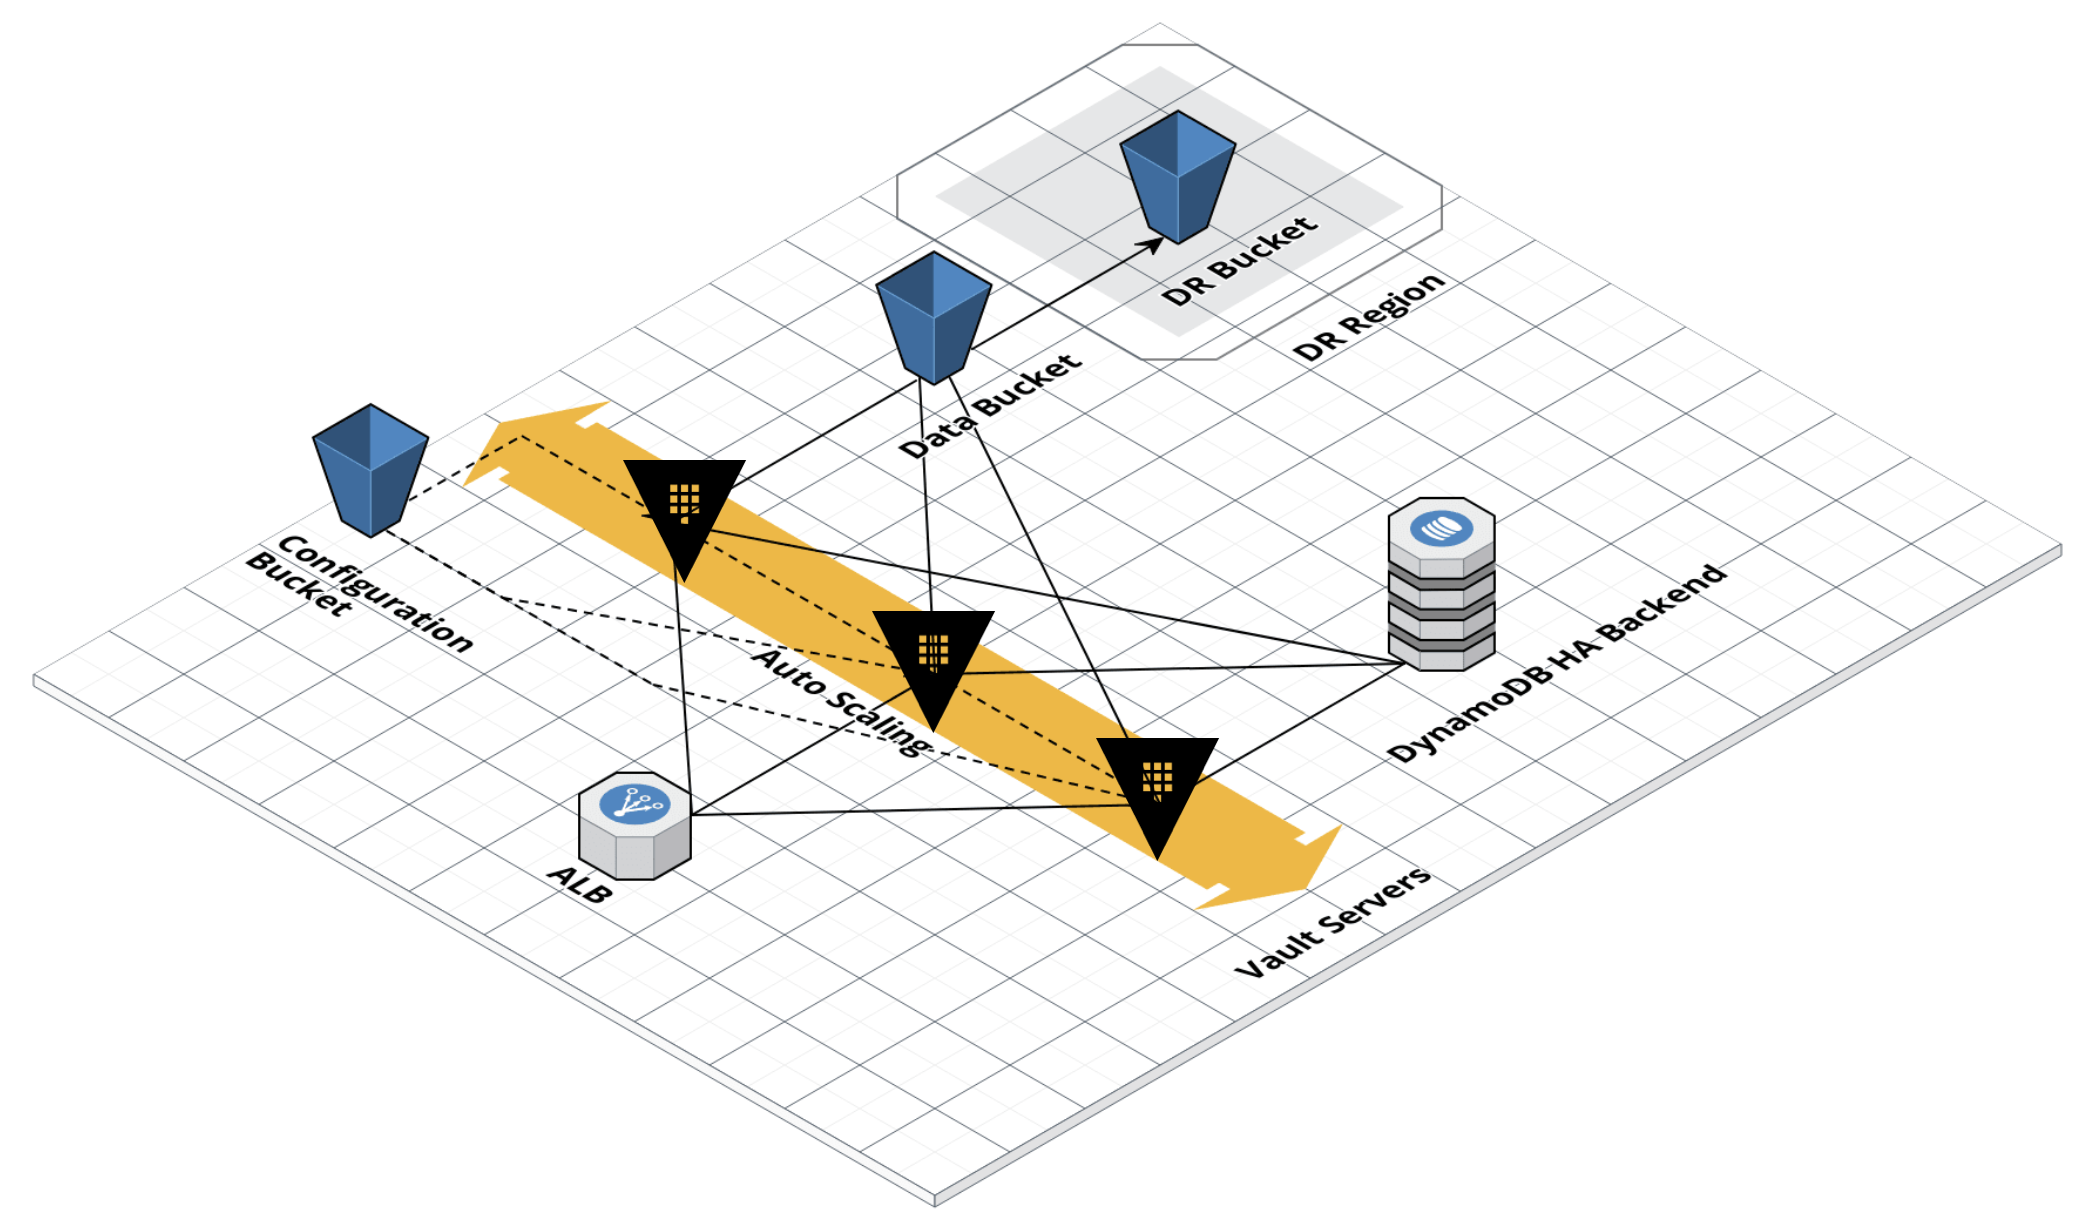 DR Bucket
DR Region
Data Bucket
Configuration
Bucket
DynamoDB HA Backend
Auto Scaling
ALB
Vault Servers